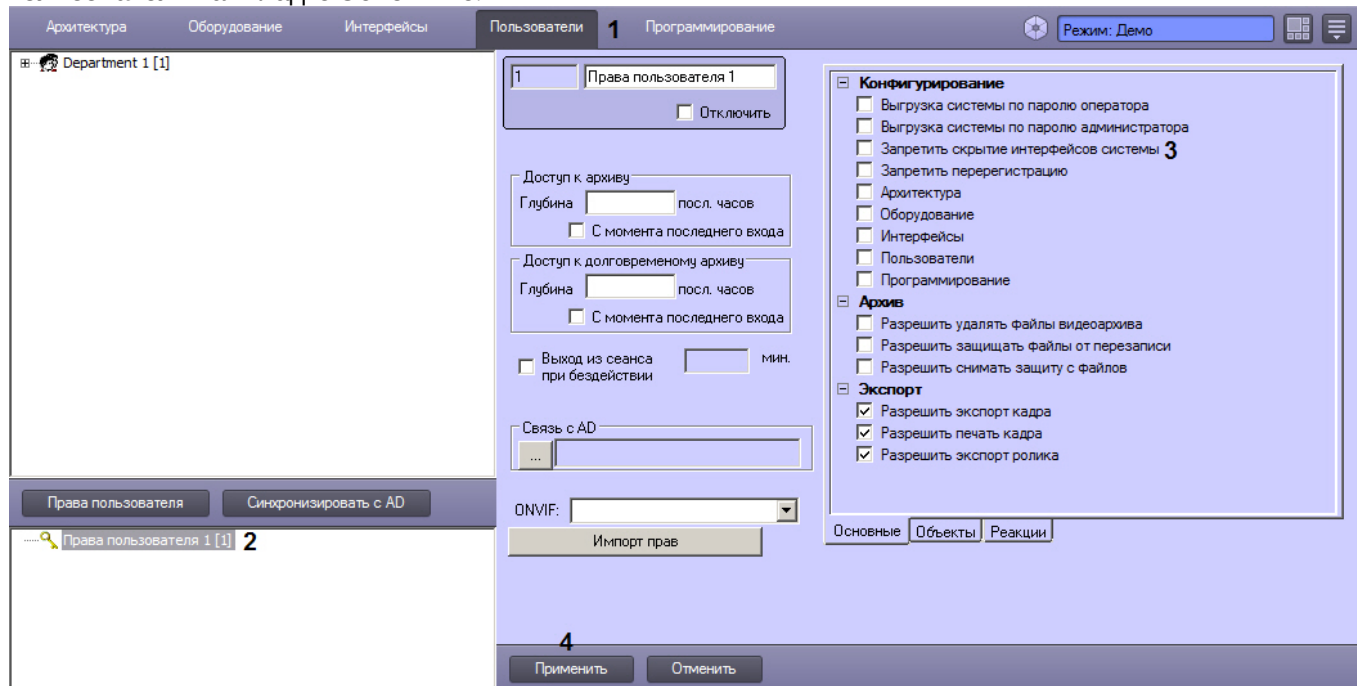 Архитектура Оборудование Интерфейсы Пользователи 1 Программирование Режим: Демо
Department 1 [1]
Права пользователя Синхронизировать с AD
Права пользователя 1 [1] 2
1 Права пользователя 1
Отключить
Доступ к архиву
Глубина посл. часов
С момента последнего входа
Доступ к долговременому архиву
Глубина посл. часов
С момента последнего входа
Выход из сеанса мин.
при бездействии
Связь с AD
...
ONVIF:
Импорт прав
Конфигурирование
Выгрузка системы по паролю оператора
Выгрузка системы по паролю администратора
Запретить скрытие интерфейсов системы 3
Запретить перерегистрацию
Архитектура
Оборудование
Интерфейсы
Пользователи
Программирование
Архив
Разрешить удалять файлы видеоархива
Разрешить защищать файлы от перезаписи
Разрешить снимать защиту с файлов
Экспорт
Разрешить экспорт кадра
Разрешить печать кадра
Разрешить экспорт ролика
Основные Объекты Реакции
4
Применить Отменить